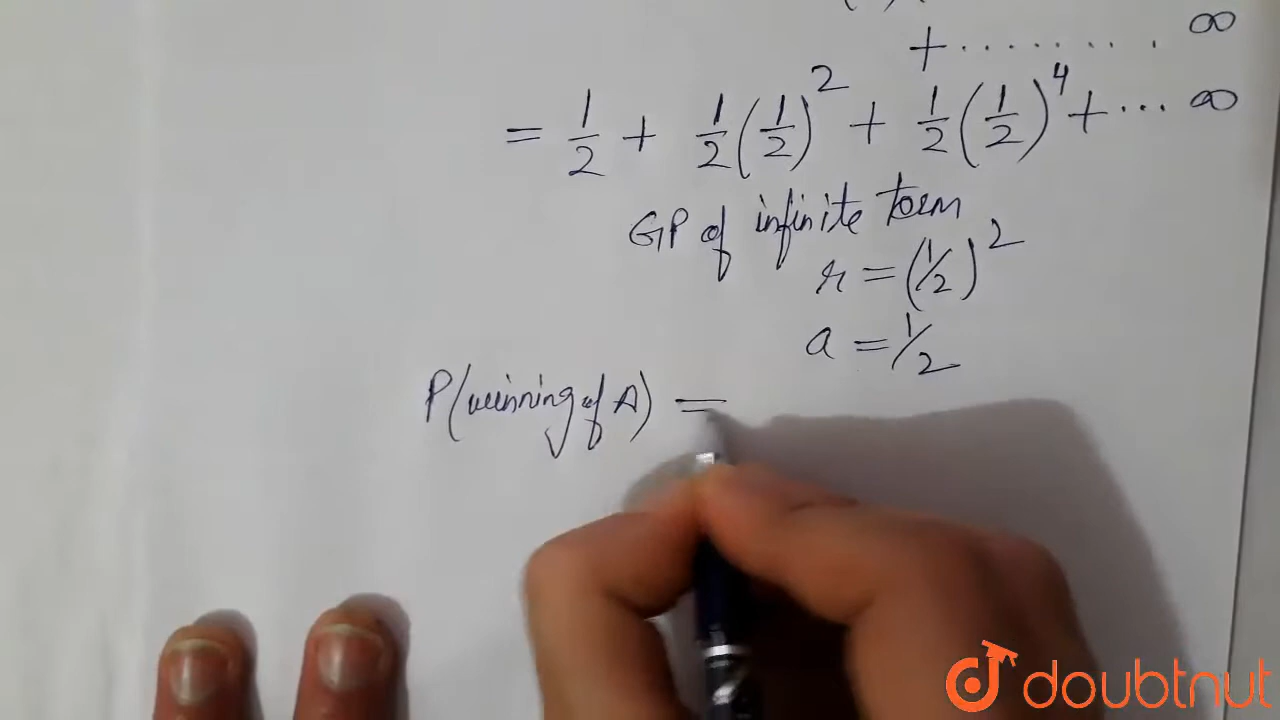 + ......... ∞
= 1/2 + 1/2 (1/2)^2 + 1/2 (1/2)^4 + ... ∞
GP of infinite term
r = (1/2)^2
a = 1/2
P(winning of A) =
doubtnut